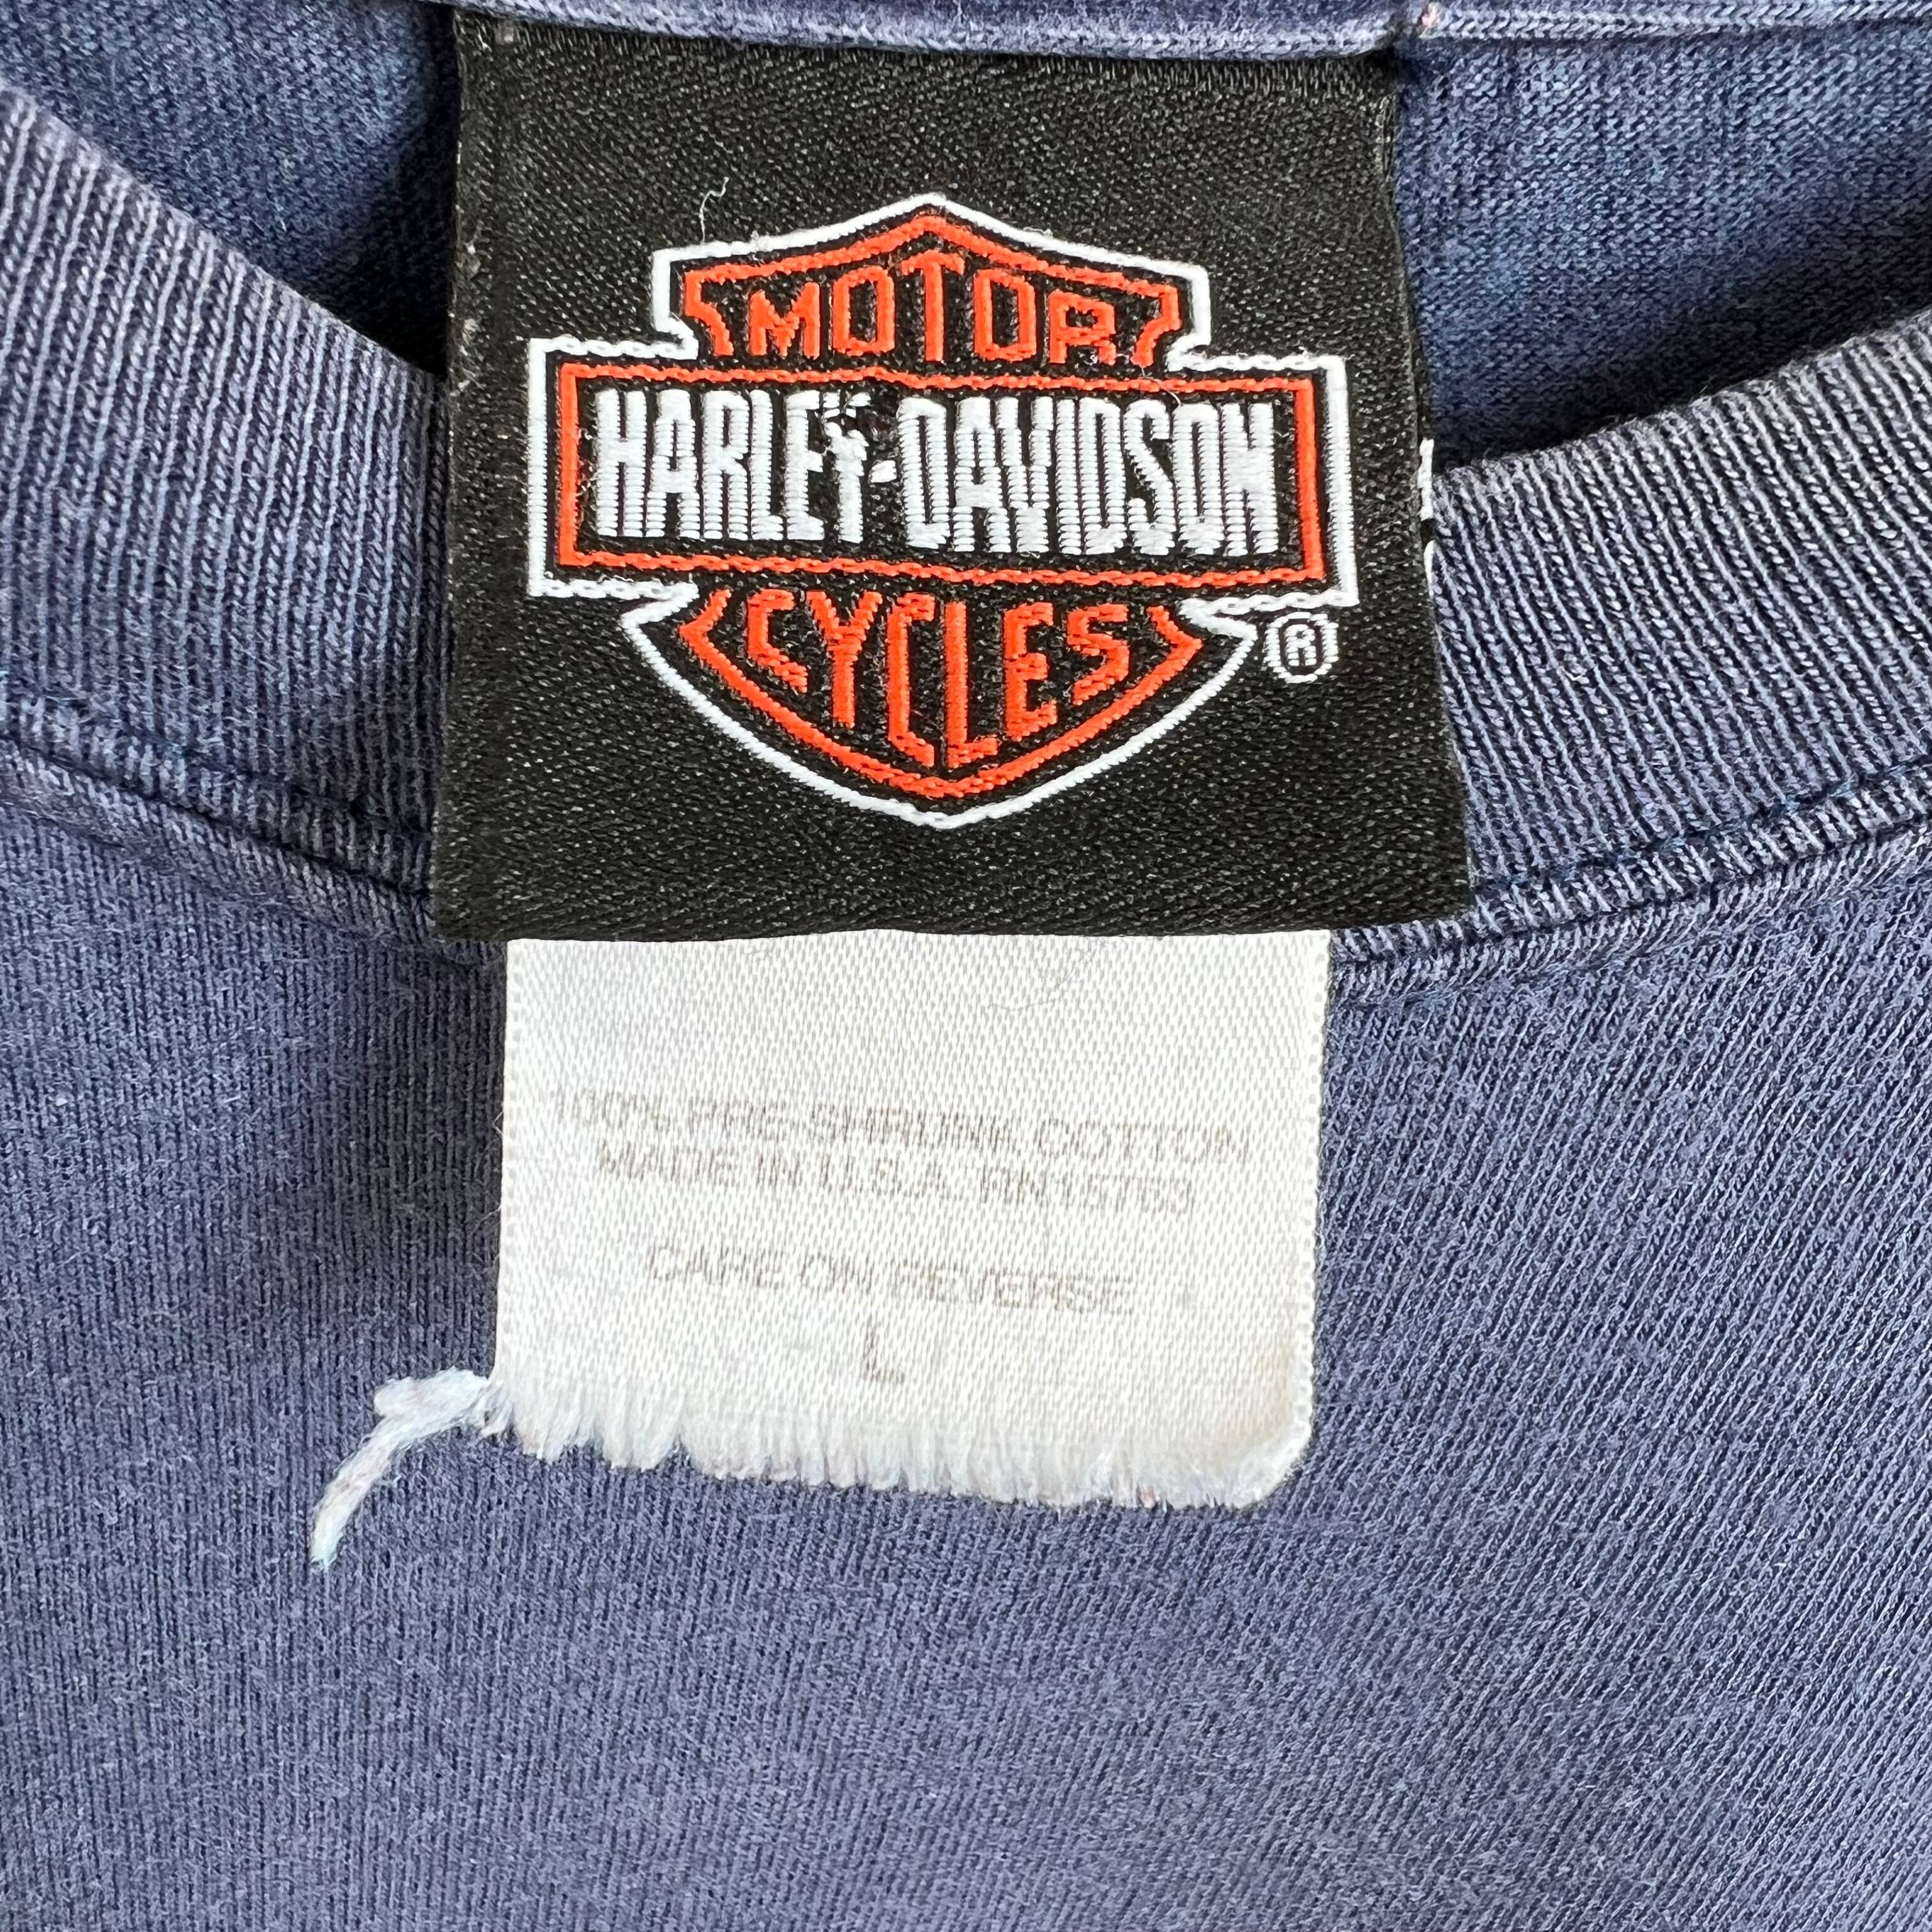 MOTOR
HARLEY-DAVIDSON
CYCLES ®
100% PRE-SHRUNK COTTON
MADE IN U.S.A. RN 15763
CARE ON REVERSE
L